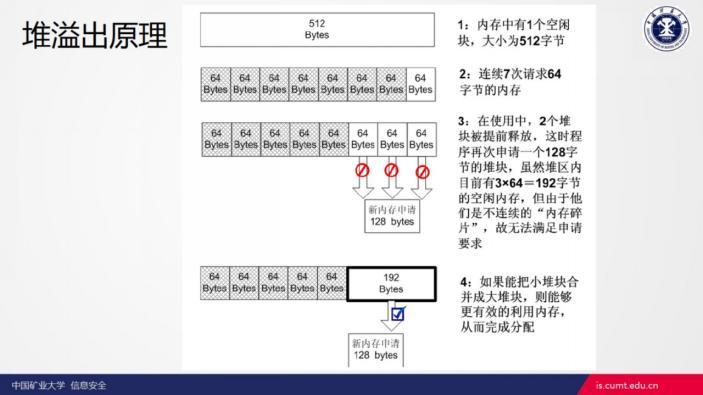 堆溢出原理
512
Bytes
1：内存中有1个空闲
块，大小为512字节
64 64 64 64 64 64 64 64
Bytes Bytes Bytes Bytes Bytes Bytes Bytes Bytes
2：连续7次请求64
字节的内存
64 64 64 64 64 64 64 64
Bytes Bytes Bytes Bytes Bytes Bytes Bytes Bytes
新内存申请
128 bytes
3：在使用中，2个堆
块被提前释放，这时程
序再次申请一个128字
节的堆块，虽然堆区内
目前有3×64＝192字节
的空闲内存，但由于他
们是不连续的“内存碎
片”，故无法满足申请
要求
64 64 64 64 64 192
Bytes Bytes Bytes Bytes Bytes Bytes
新内存申请
128 bytes
4：如果能把小堆块合
并成大堆块，则能够
更有效的利用内存，
从而完成分配
中国矿业大学 信息安全
is.cumt.edu.cn